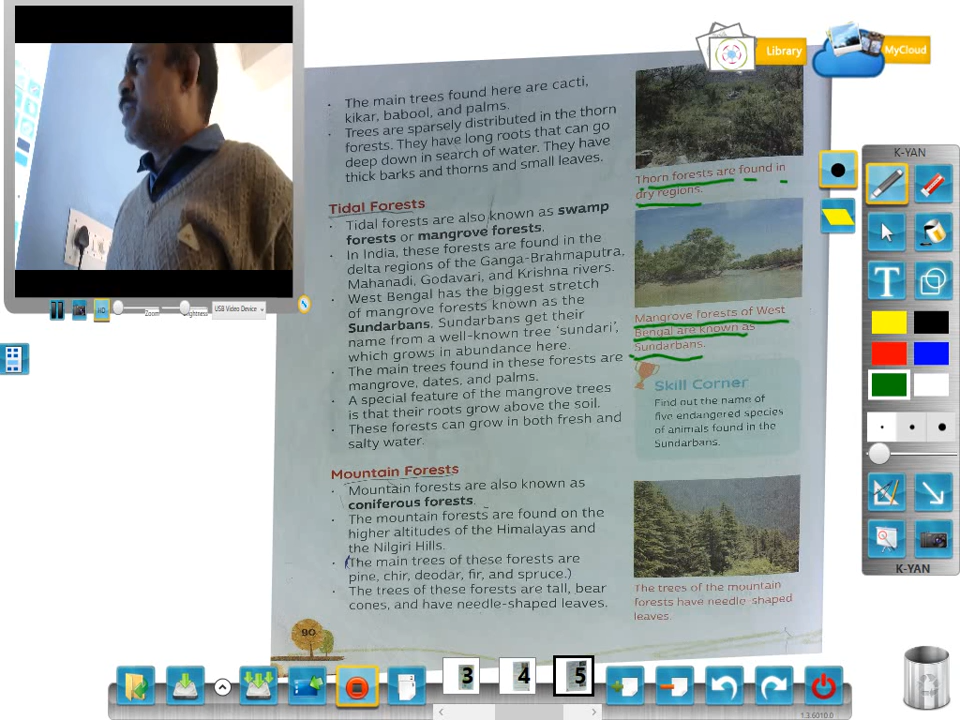 Library
MyCloud
The main trees found here are cacti,
kikar, babool, and palms.
Trees are sparsely distributed in the thorn
forests. They have long roots that can go
deep down in search of water. They have
thick barks and thorns and small leaves.
Tidal Forests
Tidal forests are also known as swamp
forests or mangrove forests.
In India, these forests are found in the
delta regions of the Ganga-Brahmaputra,
Mahanadi, Godavari, and Krishna rivers.
West Bengal has the biggest stretch
of mangrove forests known as the
Sundarbans. Sundarbans get their
name from a well-known tree ‘sundari’,
which grows in abundance here.
The main trees found in these forests are
mangrove, dates, and palms.
A special feature of the mangrove trees
is that their roots grow above the soil.
These forests can grow in both fresh and
salty water.
Mountain Forests
Mountain forests are also known as
coniferous forests.
The mountain forests are found on the
higher altitudes of the Himalayas and
the Nilgiri Hills.
(The main trees of these forests are
pine, chir, deodar, fir, and spruce.)
The trees of these forests are tall, bear
cones, and have needle-shaped leaves.
90
Thorn forests are found in
dry regions.
Mangrove forests of West
Bengal are known as
Sundarbans.
Skill Corner
Find out the name of
five endangered species
of animals found in the
Sundarbans.
The trees of the mountain
forests have needle-shaped
leaves.
HQ
Zoom
USB Video Device
K-YAN
T
K-YAN
3
4
5
1.3.6010.0